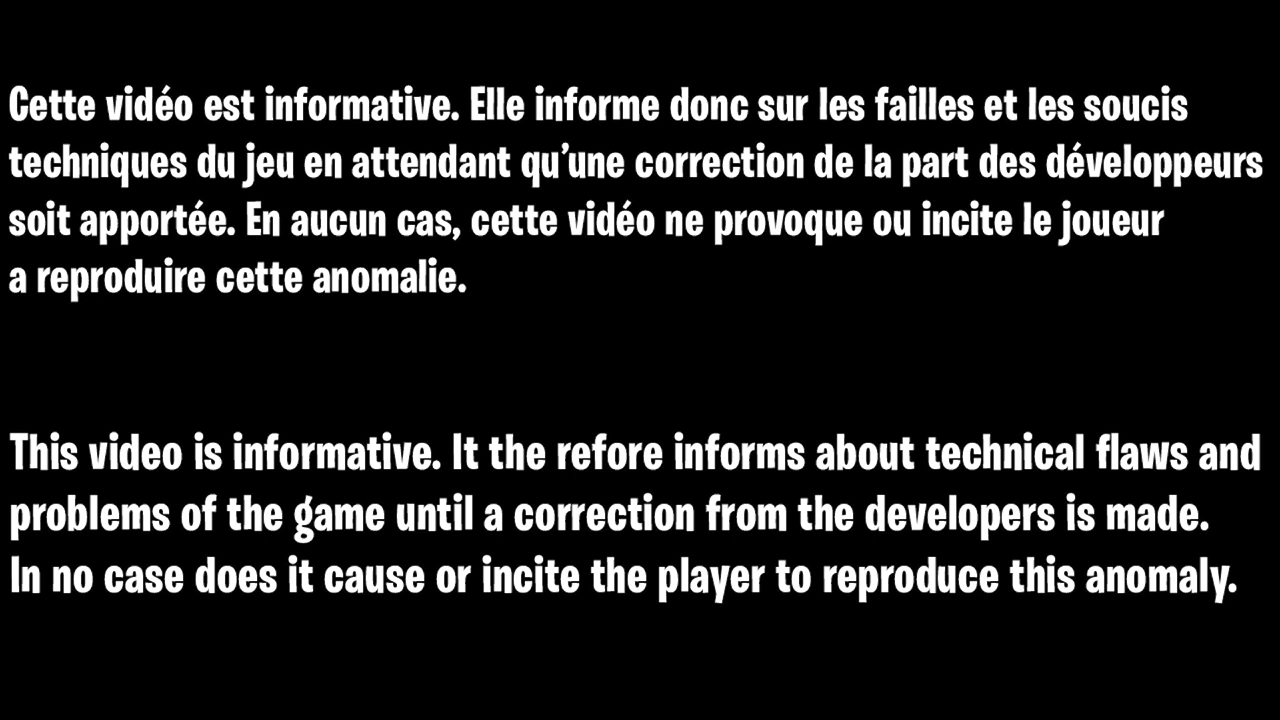 Cette vidéo est informative. Elle informe donc sur les failles et les soucis
techniques du jeu en attendant qu’une correction de la part des développeurs
soit apportée. En aucun cas, cette vidéo ne provoque ou incite le joueur
a reproduire cette anomalie.
This video is informative. It the refore informs about technical flaws and
problems of the game until a correction from the developers is made.
In no case does it cause or incite the player to reproduce this anomaly.